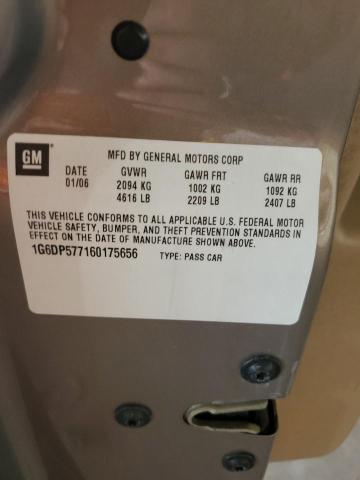 GM
MFD BY GENERAL MOTORS CORP
DATE GVWR GAWR FRT GAWR RR
01/06 2094 KG 1002 KG 1092 KG
4616 LB 2209 LB 2407 LB
THIS VEHICLE CONFORMS TO ALL APPLICABLE U.S. FEDERAL MOTOR
VEHICLE SAFETY, BUMPER, AND THEFT PREVENTION STANDARDS IN
EFFECT ON THE DATE OF MANUFACTURE SHOWN ABOVE.
1G6DP577160175656 TYPE: PASS CAR